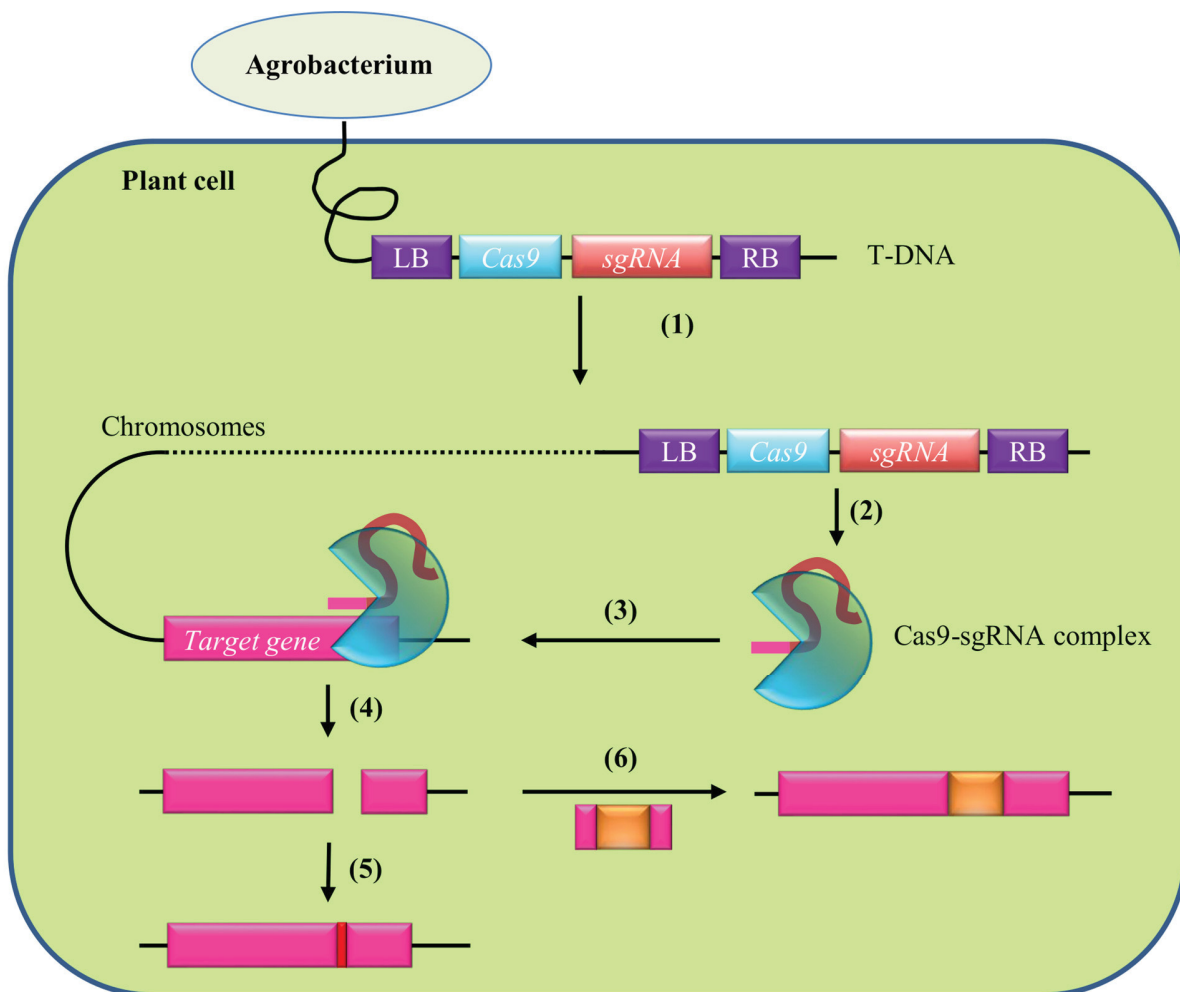 Agrobacterium
Plant cell
LB Cas9 sgRNA RB T-DNA
(1)
Chromosomes
LB Cas9 sgRNA RB
(2)
(3)
Target gene
Cas9-sgRNA complex
(4)
(6)
(5)